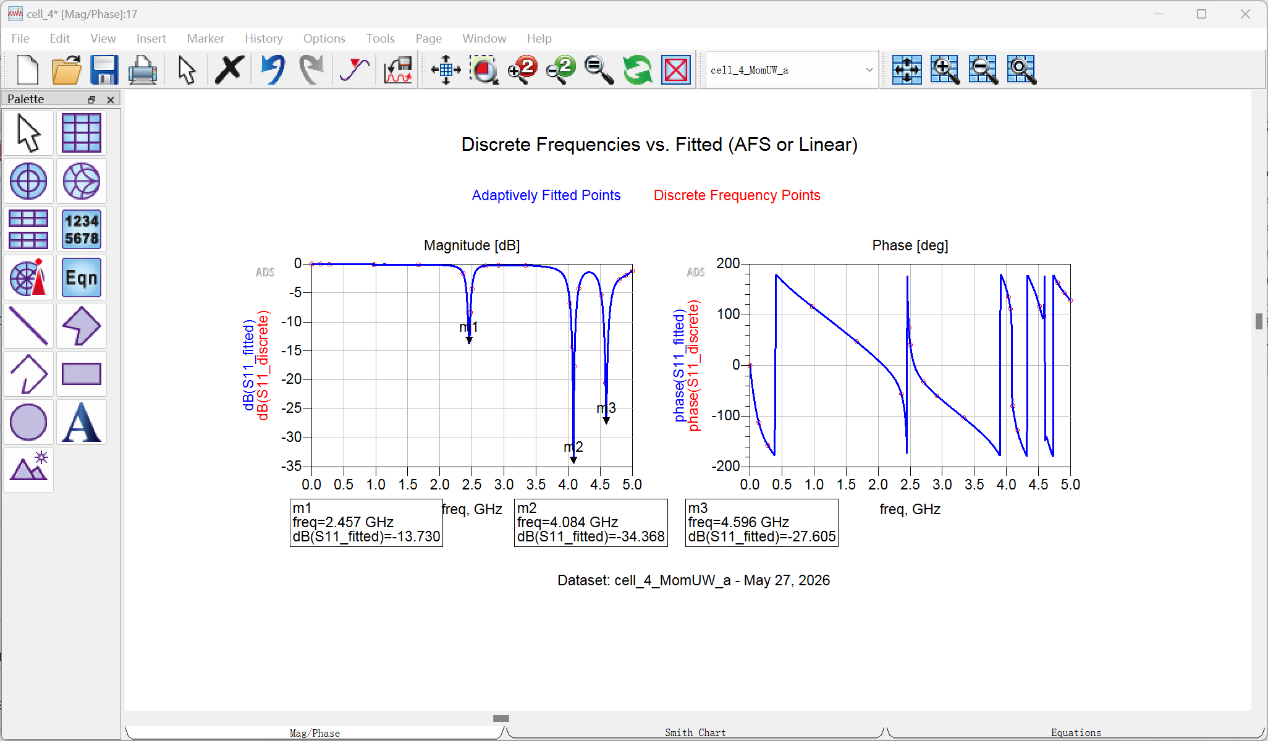 cell_4* [Mag/Phase]:17
File Edit View Insert Marker History Options Tools Page Window Help
2 2 cell_4_MomUW_a
Palette
1234
5678
Eqn
A
Discrete Frequencies vs. Fitted (AFS or Linear)
Adaptively Fitted Points Discrete Frequency Points
Magnitude [dB]
ADS
dB(S11_fitted)
dB(S11_discrete)
0
-5
-10
-15
-20
-25
-30
-35
m1
m2
m3
0.0 0.5 1.0 1.5 2.0 2.5 3.0 3.5 4.0 4.5 5.0
freq, GHz
Phase [deg]
ADS
phase(S11_fitted)
phase(S11_discrete)
200
100
0
-100
-200
0.0 0.5 1.0 1.5 2.0 2.5 3.0 3.5 4.0 4.5 5.0
freq, GHz
m1
freq=2.457 GHz
dB(S11_fitted)=-13.730
m2
freq=4.084 GHz
dB(S11_fitted)=-34.368
m3
freq=4.596 GHz
dB(S11_fitted)=-27.605
Dataset: cell_4_MomUW_a - May 27, 2026
Mag/Phase Smith Chart Equations